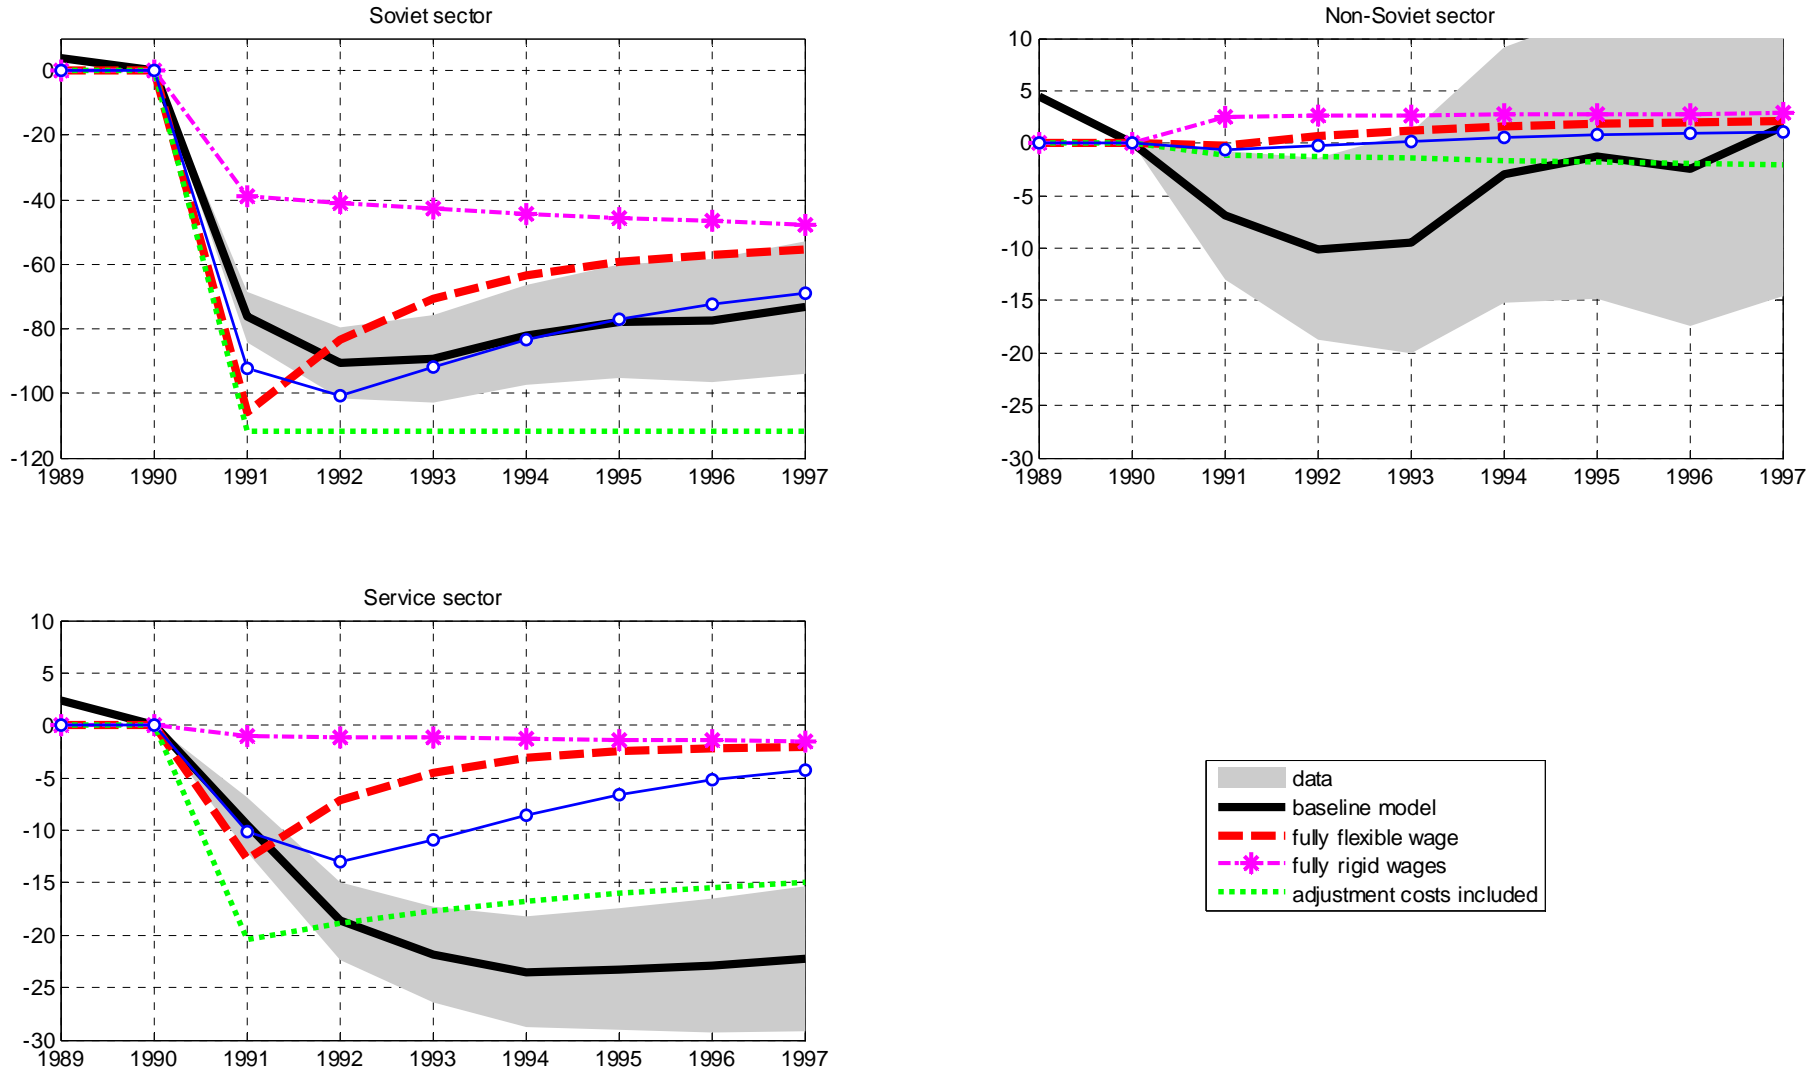 Soviet sector
0
-20
-40
-60
-80
-100
-120
1989 1990 1991 1992 1993 1994 1995 1996 1997
Non-Soviet sector
10
5
0
-5
-10
-15
-20
-25
-30
1989 1990 1991 1992 1993 1994 1995 1996 1997
Service sector
10
5
0
-5
-10
-15
-20
-25
-30
1989 1990 1991 1992 1993 1994 1995 1996 1997
data
baseline model
fully flexible wage
fully rigid wages
adjustment costs included